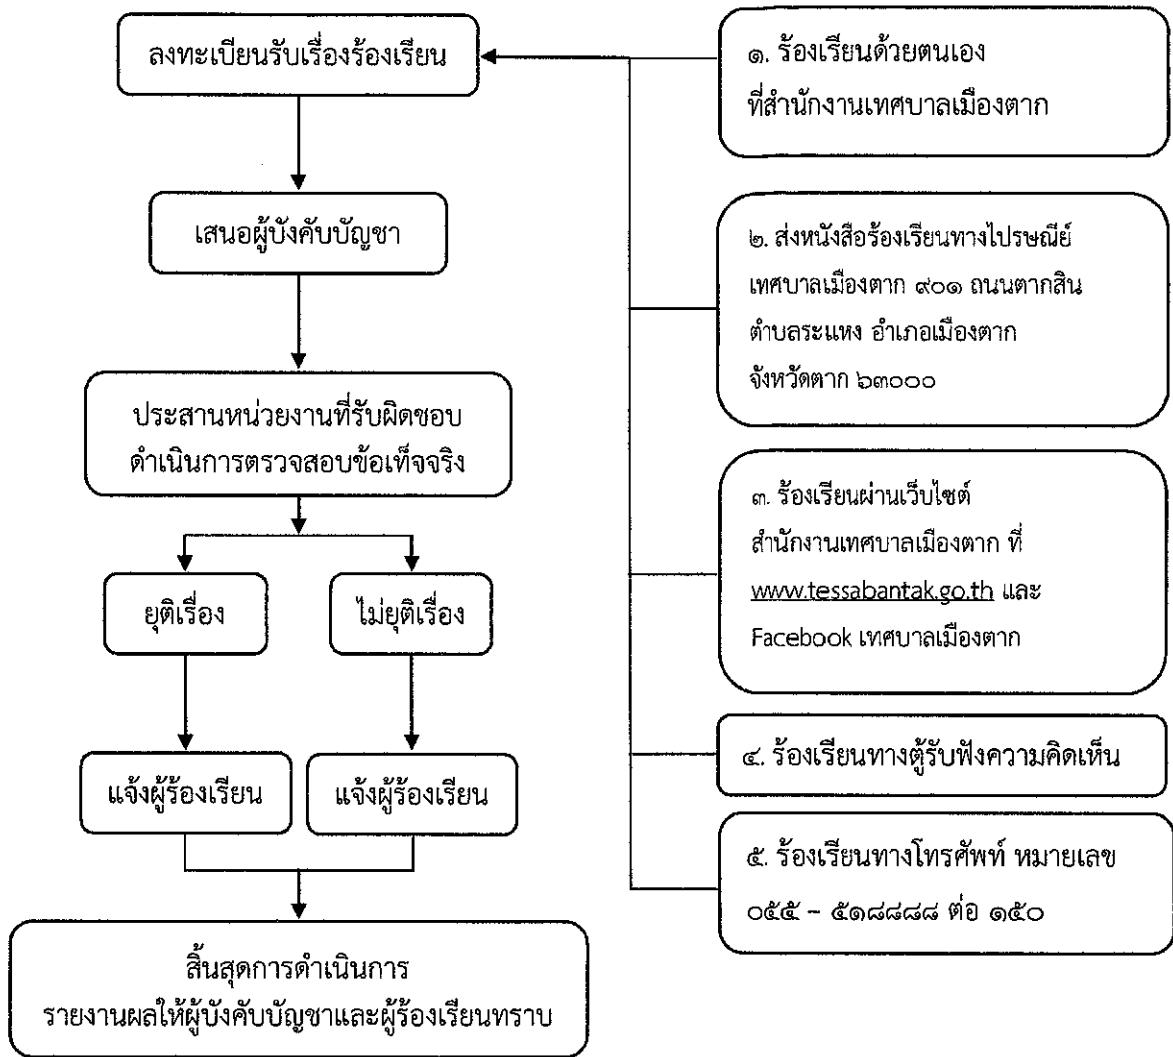 ลงทะเบียนรับเรื่องร้องเรียน
เสนอผู้บังคับบัญชา
ประสานหน่วยงานที่รับผิดชอบ
ดำเนินการตรวจสอบข้อเท็จจริง
ยุติเรื่อง
ไม่ยุติเรื่อง
แจ้งผู้ร้องเรียน
แจ้งผู้ร้องเรียน
สิ้นสุดการดำเนินการ
รายงานผลให้ผู้บังคับบัญชาและผู้ร้องเรียนทราบ
๑. ร้องเรียนด้วยตนเอง
ที่สำนักงานเทศบาลเมืองตาก
๒. ส่งหนังสือร้องเรียนทางไปรษณีย์
เทศบาลเมืองตาก ๙๐๑ ถนนตากสิน
ตำบลระแหง อำเภอเมืองตาก
จังหวัดตาก ๖๓๐๐๐
๓. ร้องเรียนผ่านเว็บไซต์
สำนักงานเทศบาลเมืองตาก ที่
www.tessabantak.go.th และ
Facebook เทศบาลเมืองตาก
๔. ร้องเรียนทางตู้รับฟังความคิดเห็น
๕. ร้องเรียนทางโทรศัพท์ หมายเลข
๐๕๕ – ๕๑๘๘๘๘ ต่อ ๑๕๐